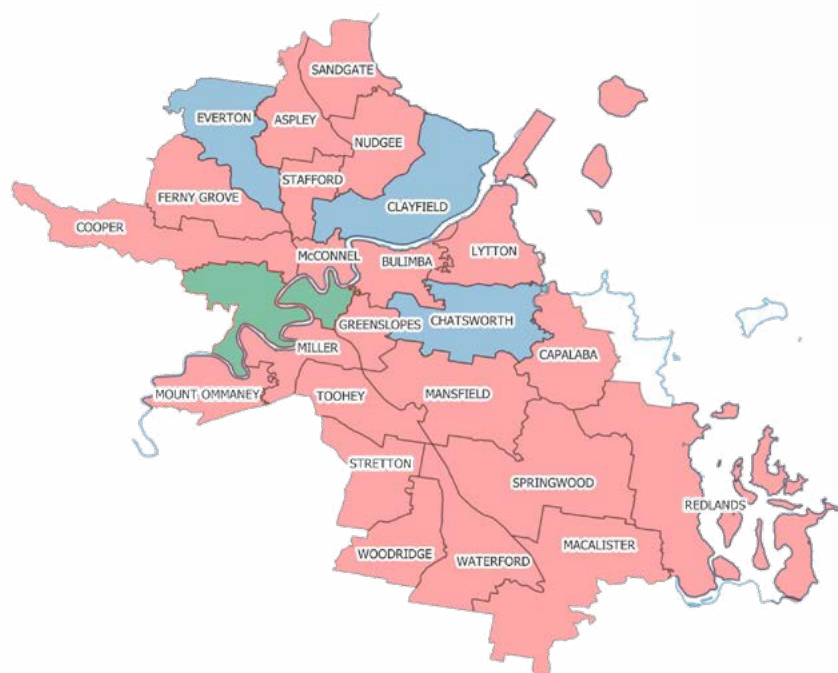 SANDGATE
EVERTON
ASPLEY
NUDGEE
STAFFORD
FERNY GROVE
CLAYFIELD
COOPER
McCONNEL
BULIMBA
LYTTON
GREENSLOPES
CHATSWORTH
MILLER
CAPALABA
MOUNT OMMANEY
TOOHEY
MANSFIELD
STRETTON
SPRINGWOOD
REDLANDS
WOODRIDGE
WATERFORD
MACALISTER